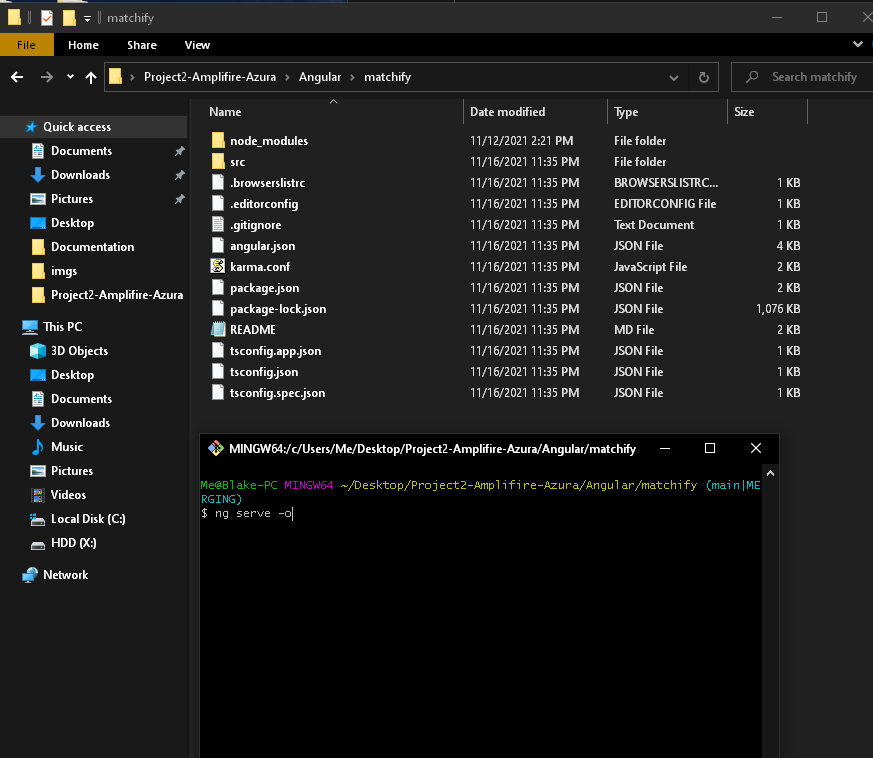 matchify
File Home Share View
Project2-Amplifire-Azura Angular matchify Search matchify
Name Date modified Type Size
Quick access
Documents
Downloads
Pictures
Desktop
Documentation
imgs
Project2-Amplifire-Azura
This PC
3D Objects
Desktop
Documents
Downloads
Music
Pictures
Videos
Local Disk (C:)
HDD (X:)
Network
node_modules 11/12/2021 2:21 PM File folder
src 11/16/2021 11:35 PM File folder
.browserslistrc 11/16/2021 11:35 PM BROWSERSLISTRC... 1 KB
.editorconfig 11/16/2021 11:35 PM EDITORCONFIG File 1 KB
.gitignore 11/16/2021 11:35 PM Text Document 1 KB
angular.json 11/16/2021 11:35 PM JSON File 4 KB
karma.conf 11/16/2021 11:35 PM JavaScript File 2 KB
package.json 11/16/2021 11:35 PM JSON File 2 KB
package-lock.json 11/16/2021 11:35 PM JSON File 1,076 KB
README 11/16/2021 11:35 PM MD File 2 KB
tsconfig.app.json 11/16/2021 11:35 PM JSON File 1 KB
tsconfig.json 11/16/2021 11:35 PM JSON File 1 KB
tsconfig.spec.json 11/16/2021 11:35 PM JSON File 1 KB
MINGW64:/c/Users/Me/Desktop/Project2-Amplifire-Azura/Angular/matchify
Me@Blake-PC MINGW64 ~/Desktop/Project2-Amplifire-Azura/Angular/matchify (main|ME
RGING)
$ ng serve -o